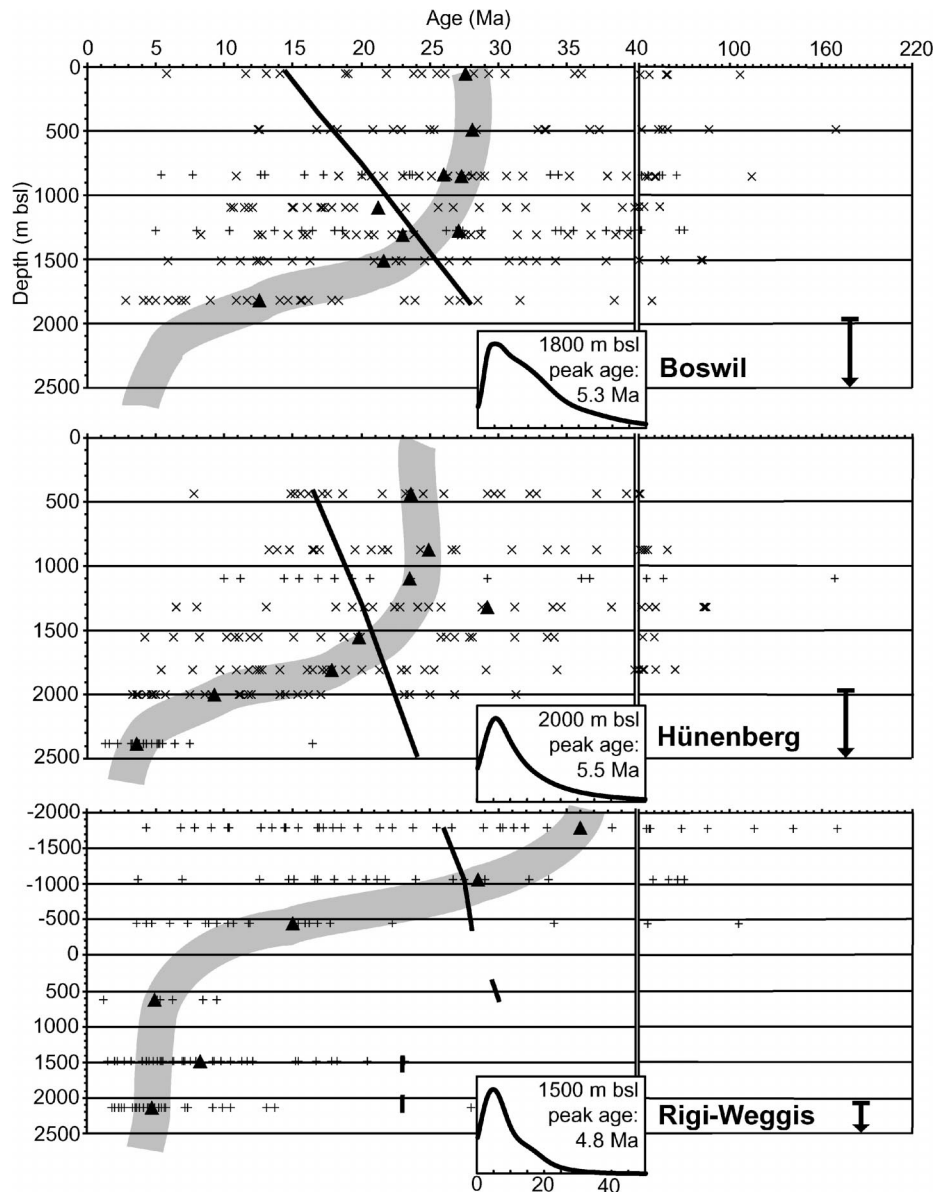 Age (Ma)
0 5 10 15 20 25 30 35 40 100 160 220
Depth (m bsl)
0
500
1000
1500
2000
2500
1800 m bsl
peak age:
5.3 Ma
Boswil
0
500
1000
1500
2000
2500
2000 m bsl
peak age:
5.5 Ma
Hünenberg
-2000
-1500
-1000
-500
0
500
1000
1500
2000
2500
1500 m bsl
peak age:
4.8 Ma
Rigi-Weggis
0 20 40